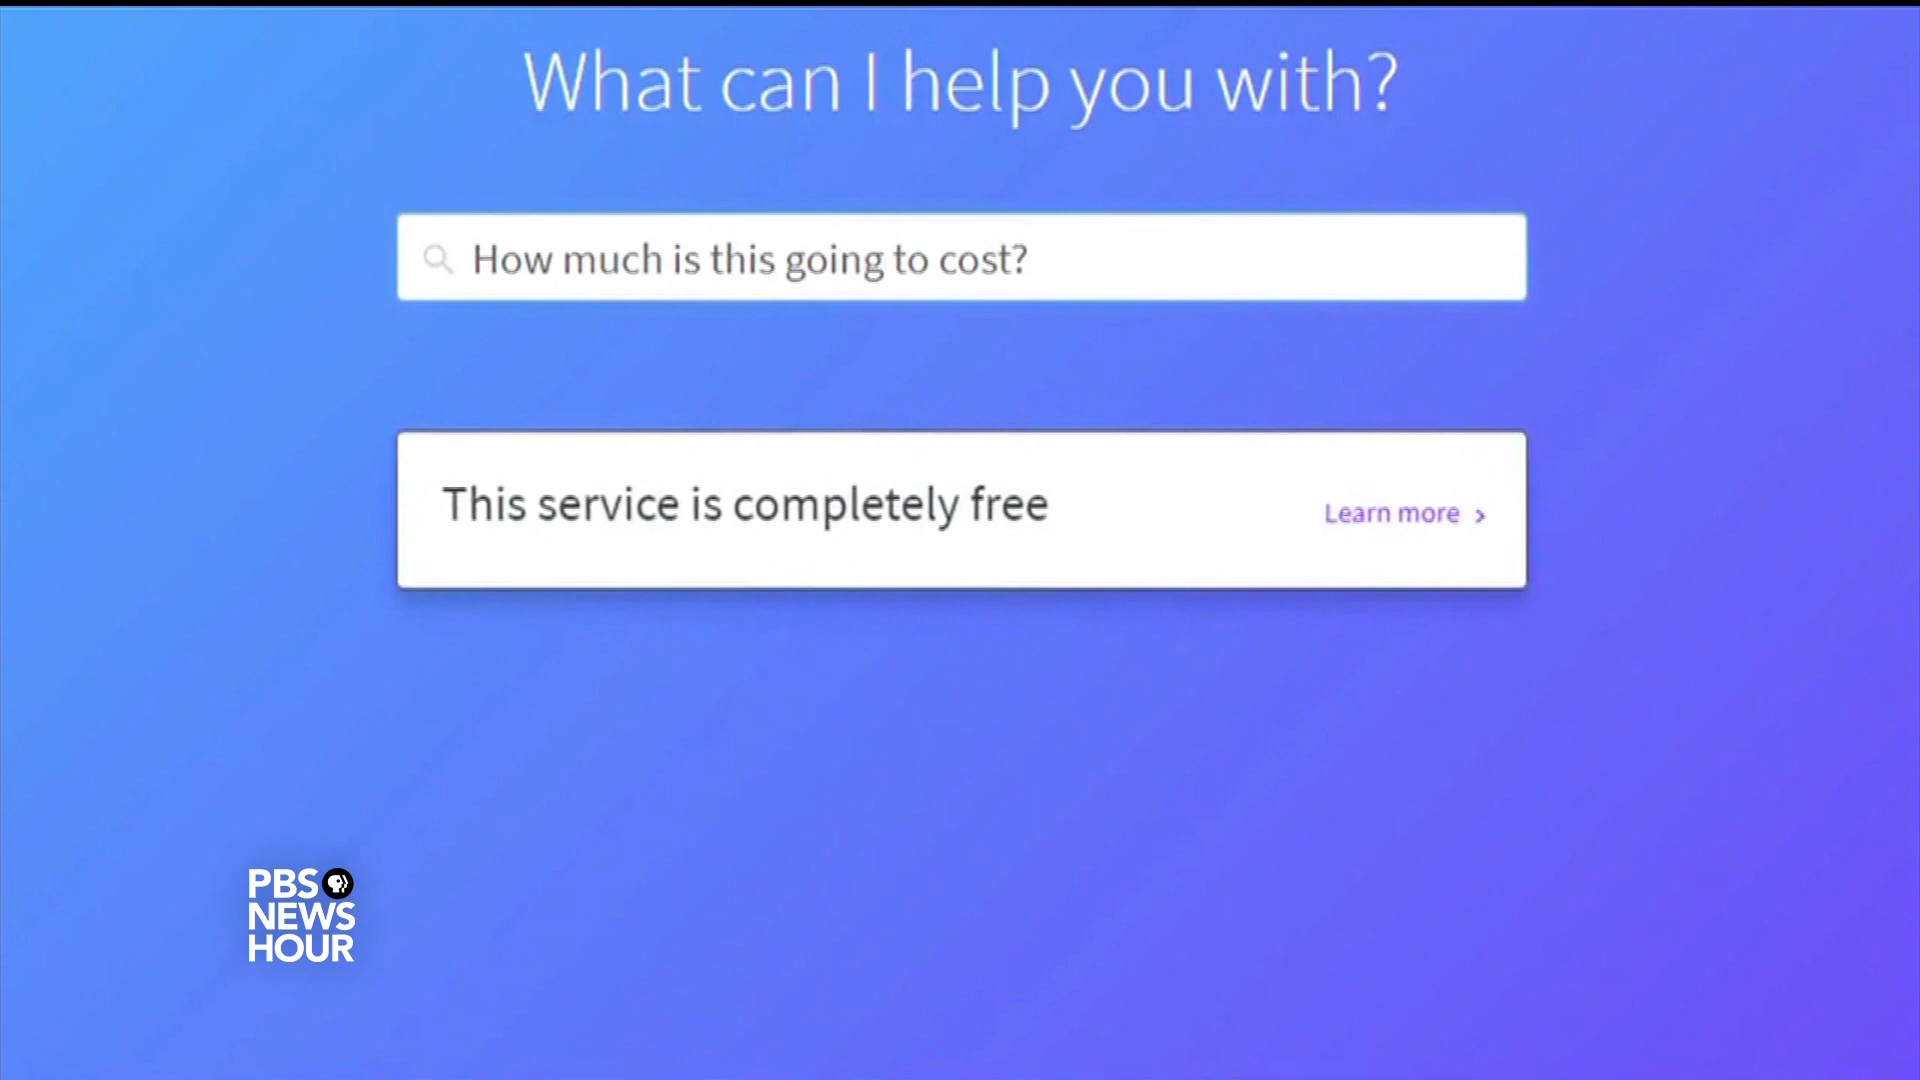 What can I help you with?
How much is this going to cost?
This service is completely free
Learn more >
PBS
NEWS
HOUR